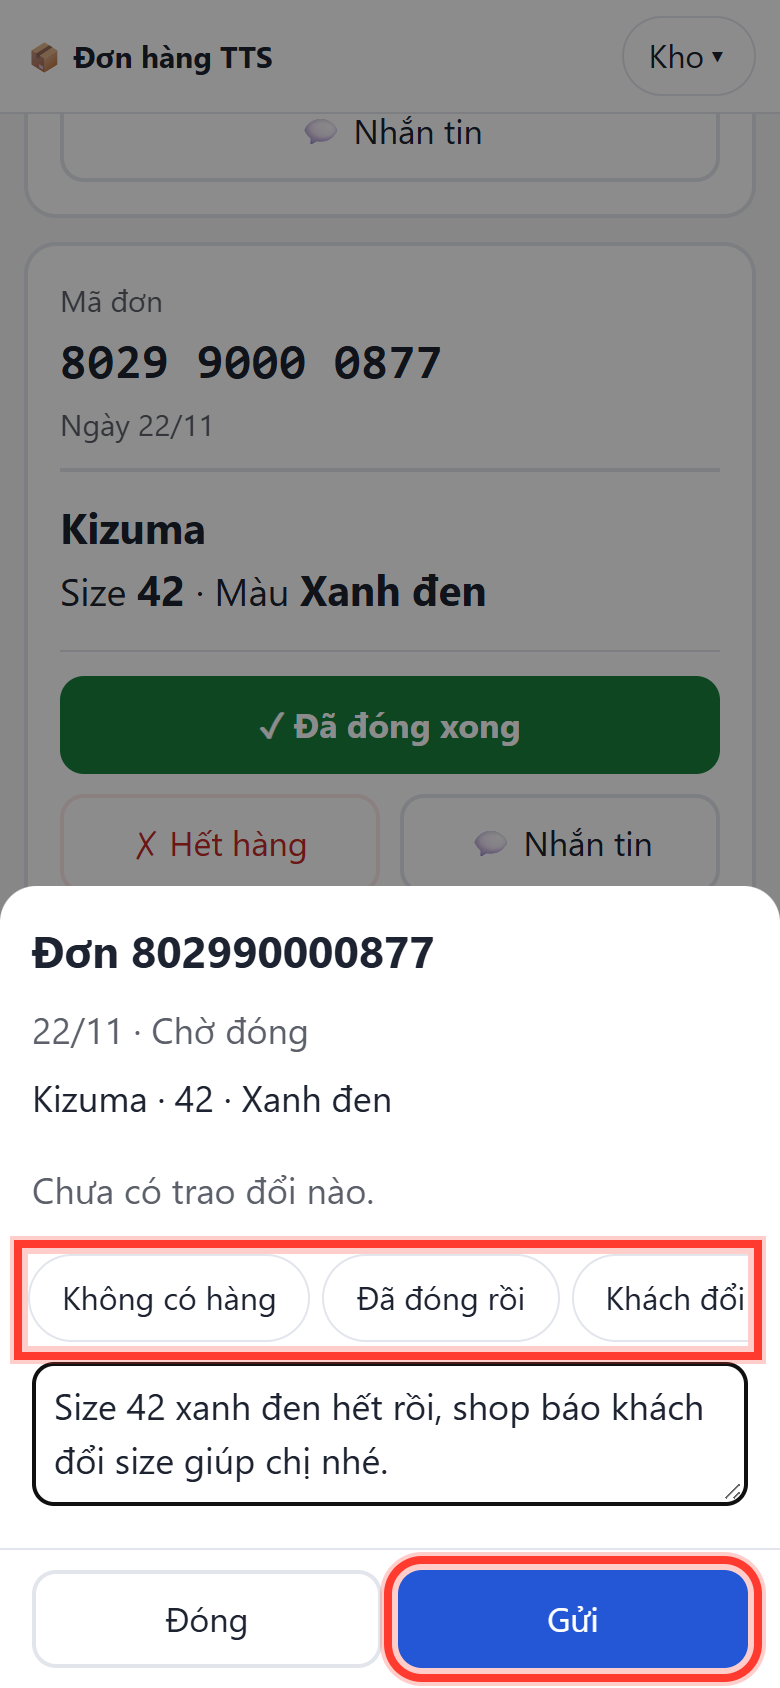 Đơn hàng TTS
Kho ▾
Nhắn tin
Mã đơn
8029 9000 0877
Ngày 22/11
Kizuma
Size 42 · Màu Xanh đen
✓ Đã đóng xong
✗ Hết hàng
Nhắn tin
Đơn 802990000877
22/11 · Chờ đóng
Kizuma · 42 · Xanh đen
Chưa có trao đổi nào.
Không có hàng
Đã đóng rồi
Khách đổi
Size 42 xanh đen hết rồi, shop báo khách
đổi size giúp chị nhé.
Đóng
Gửi